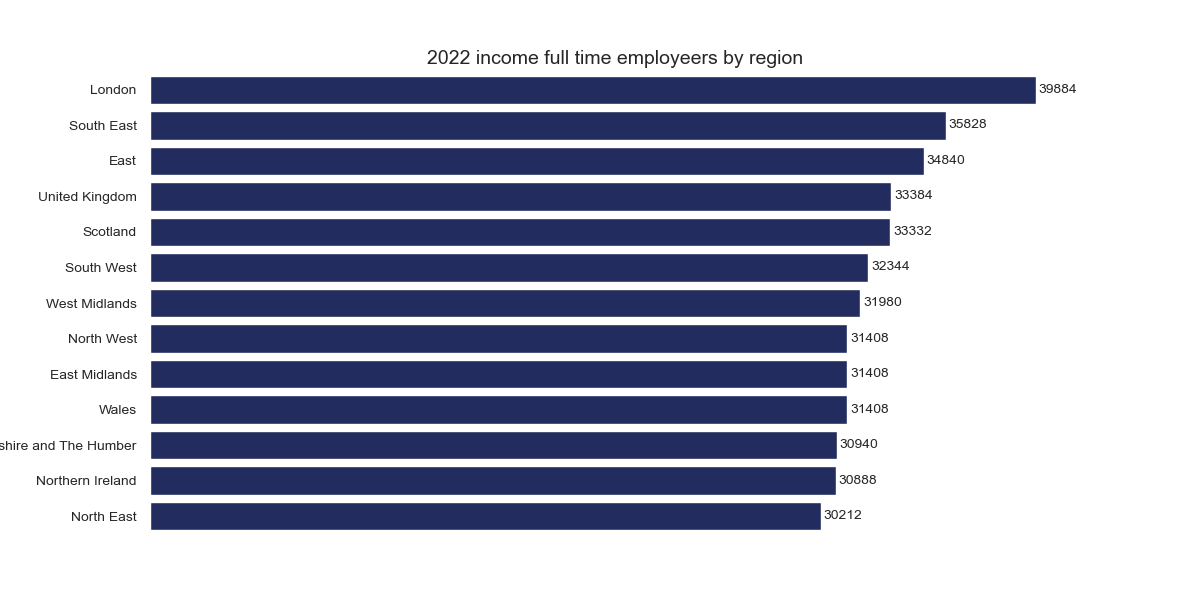 2022 income full time employeers by region
London 39884
South East 35828
East 34840
United Kingdom 33384
Scotland 33332
South West 32344
West Midlands 31980
North West 31408
East Midlands 31408
Wales 31408
shire and The Humber 30940
Northern Ireland 30888
North East 30212